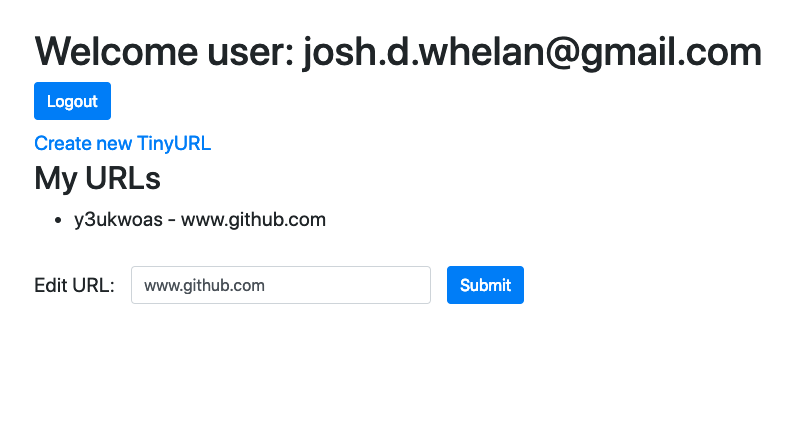 Welcome user: josh.d.whelan@gmail.com
Logout
Create new TinyURL
My URLs
• y3ukwoas - www.github.com
Edit URL: www.github.com Submit